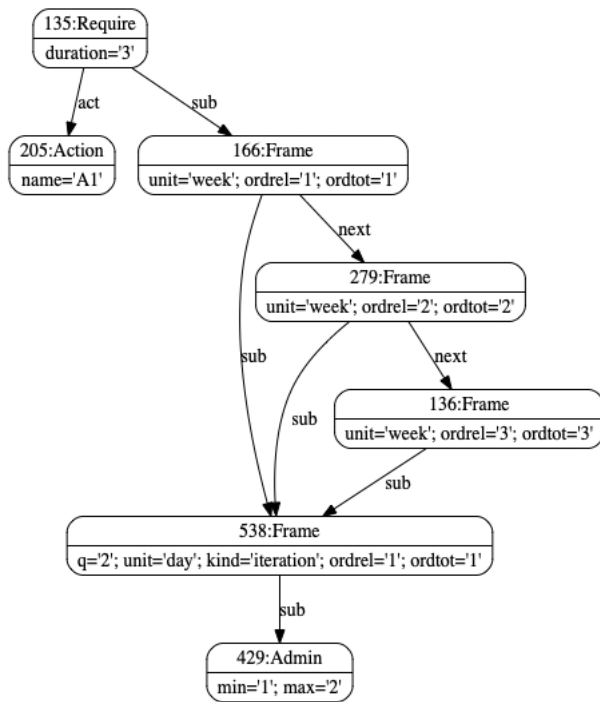 135:Require
duration='3'
act
sub
205:Action
name='A1'
166:Frame
unit='week'; ordrel='1'; ordtot='1'
next
279:Frame
unit='week'; ordrel='2'; ordtot='2'
sub
next
sub
136:Frame
unit='week'; ordrel='3'; ordtot='3'
sub
538:Frame
q='2'; unit='day'; kind='iteration'; ordrel='1'; ordtot='1'
sub
429:Admin
min='1'; max='2'